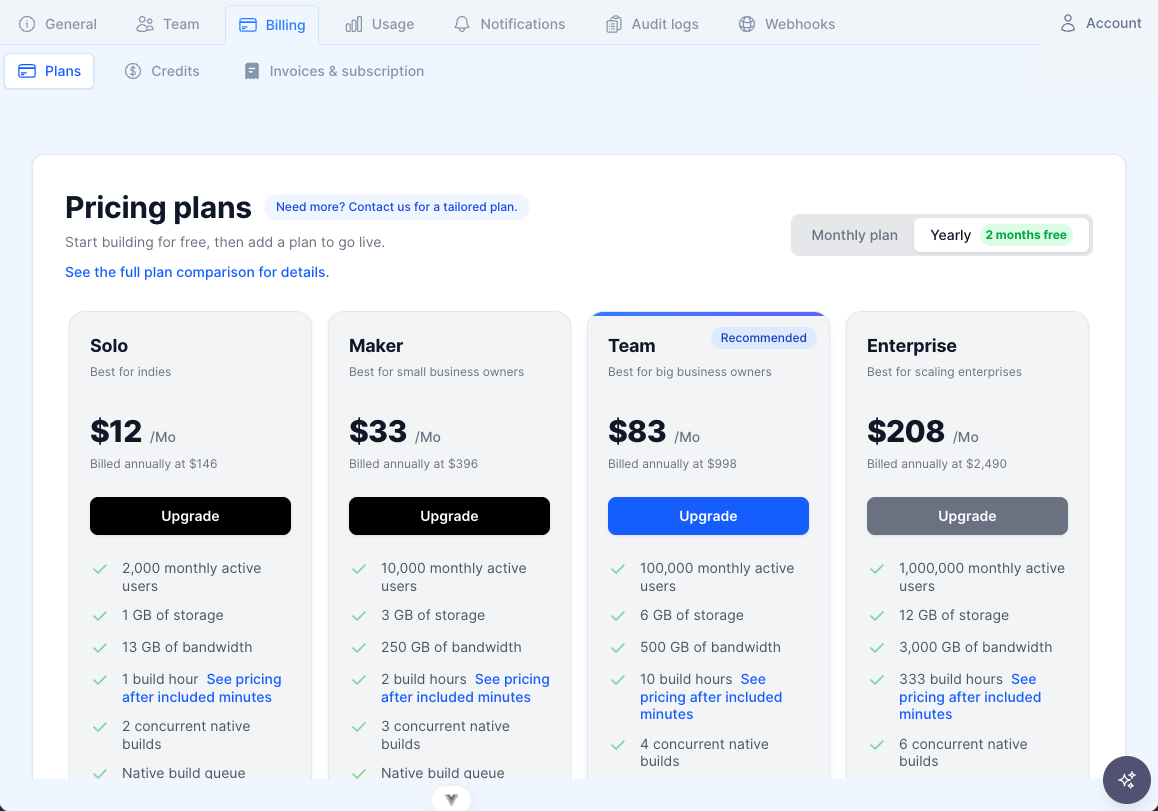 General
Team
Billing
Usage
Notifications
Audit logs
Webhooks
Account
Plans
Credits
Invoices & subscription
Pricing plans
Need more? Contact us for a tailored plan.
Start building for free, then add a plan to go live.
See the full plan comparison for details.
Monthly plan
Yearly
2 months free
Solo
Best for indies
$12 /Mo
Billed annually at $146
Upgrade
2,000 monthly active
users
1 GB of storage
13 GB of bandwidth
1 build hour See pricing
after included minutes
2 concurrent native
builds
Native build queue
Maker
Best for small business owners
$33 /Mo
Billed annually at $396
Upgrade
10,000 monthly active
users
3 GB of storage
250 GB of bandwidth
2 build hours See pricing
after included minutes
3 concurrent native
builds
Native build queue
Team
Recommended
Best for big business owners
$83 /Mo
Billed annually at $998
Upgrade
100,000 monthly active
users
6 GB of storage
500 GB of bandwidth
10 build hours See
pricing after included
minutes
4 concurrent native
builds
Enterprise
Best for scaling enterprises
$208 /Mo
Billed annually at $2,490
Upgrade
1,000,000 monthly active
users
12 GB of storage
3,000 GB of bandwidth
333 build hours See
pricing after included
minutes
6 concurrent native
builds